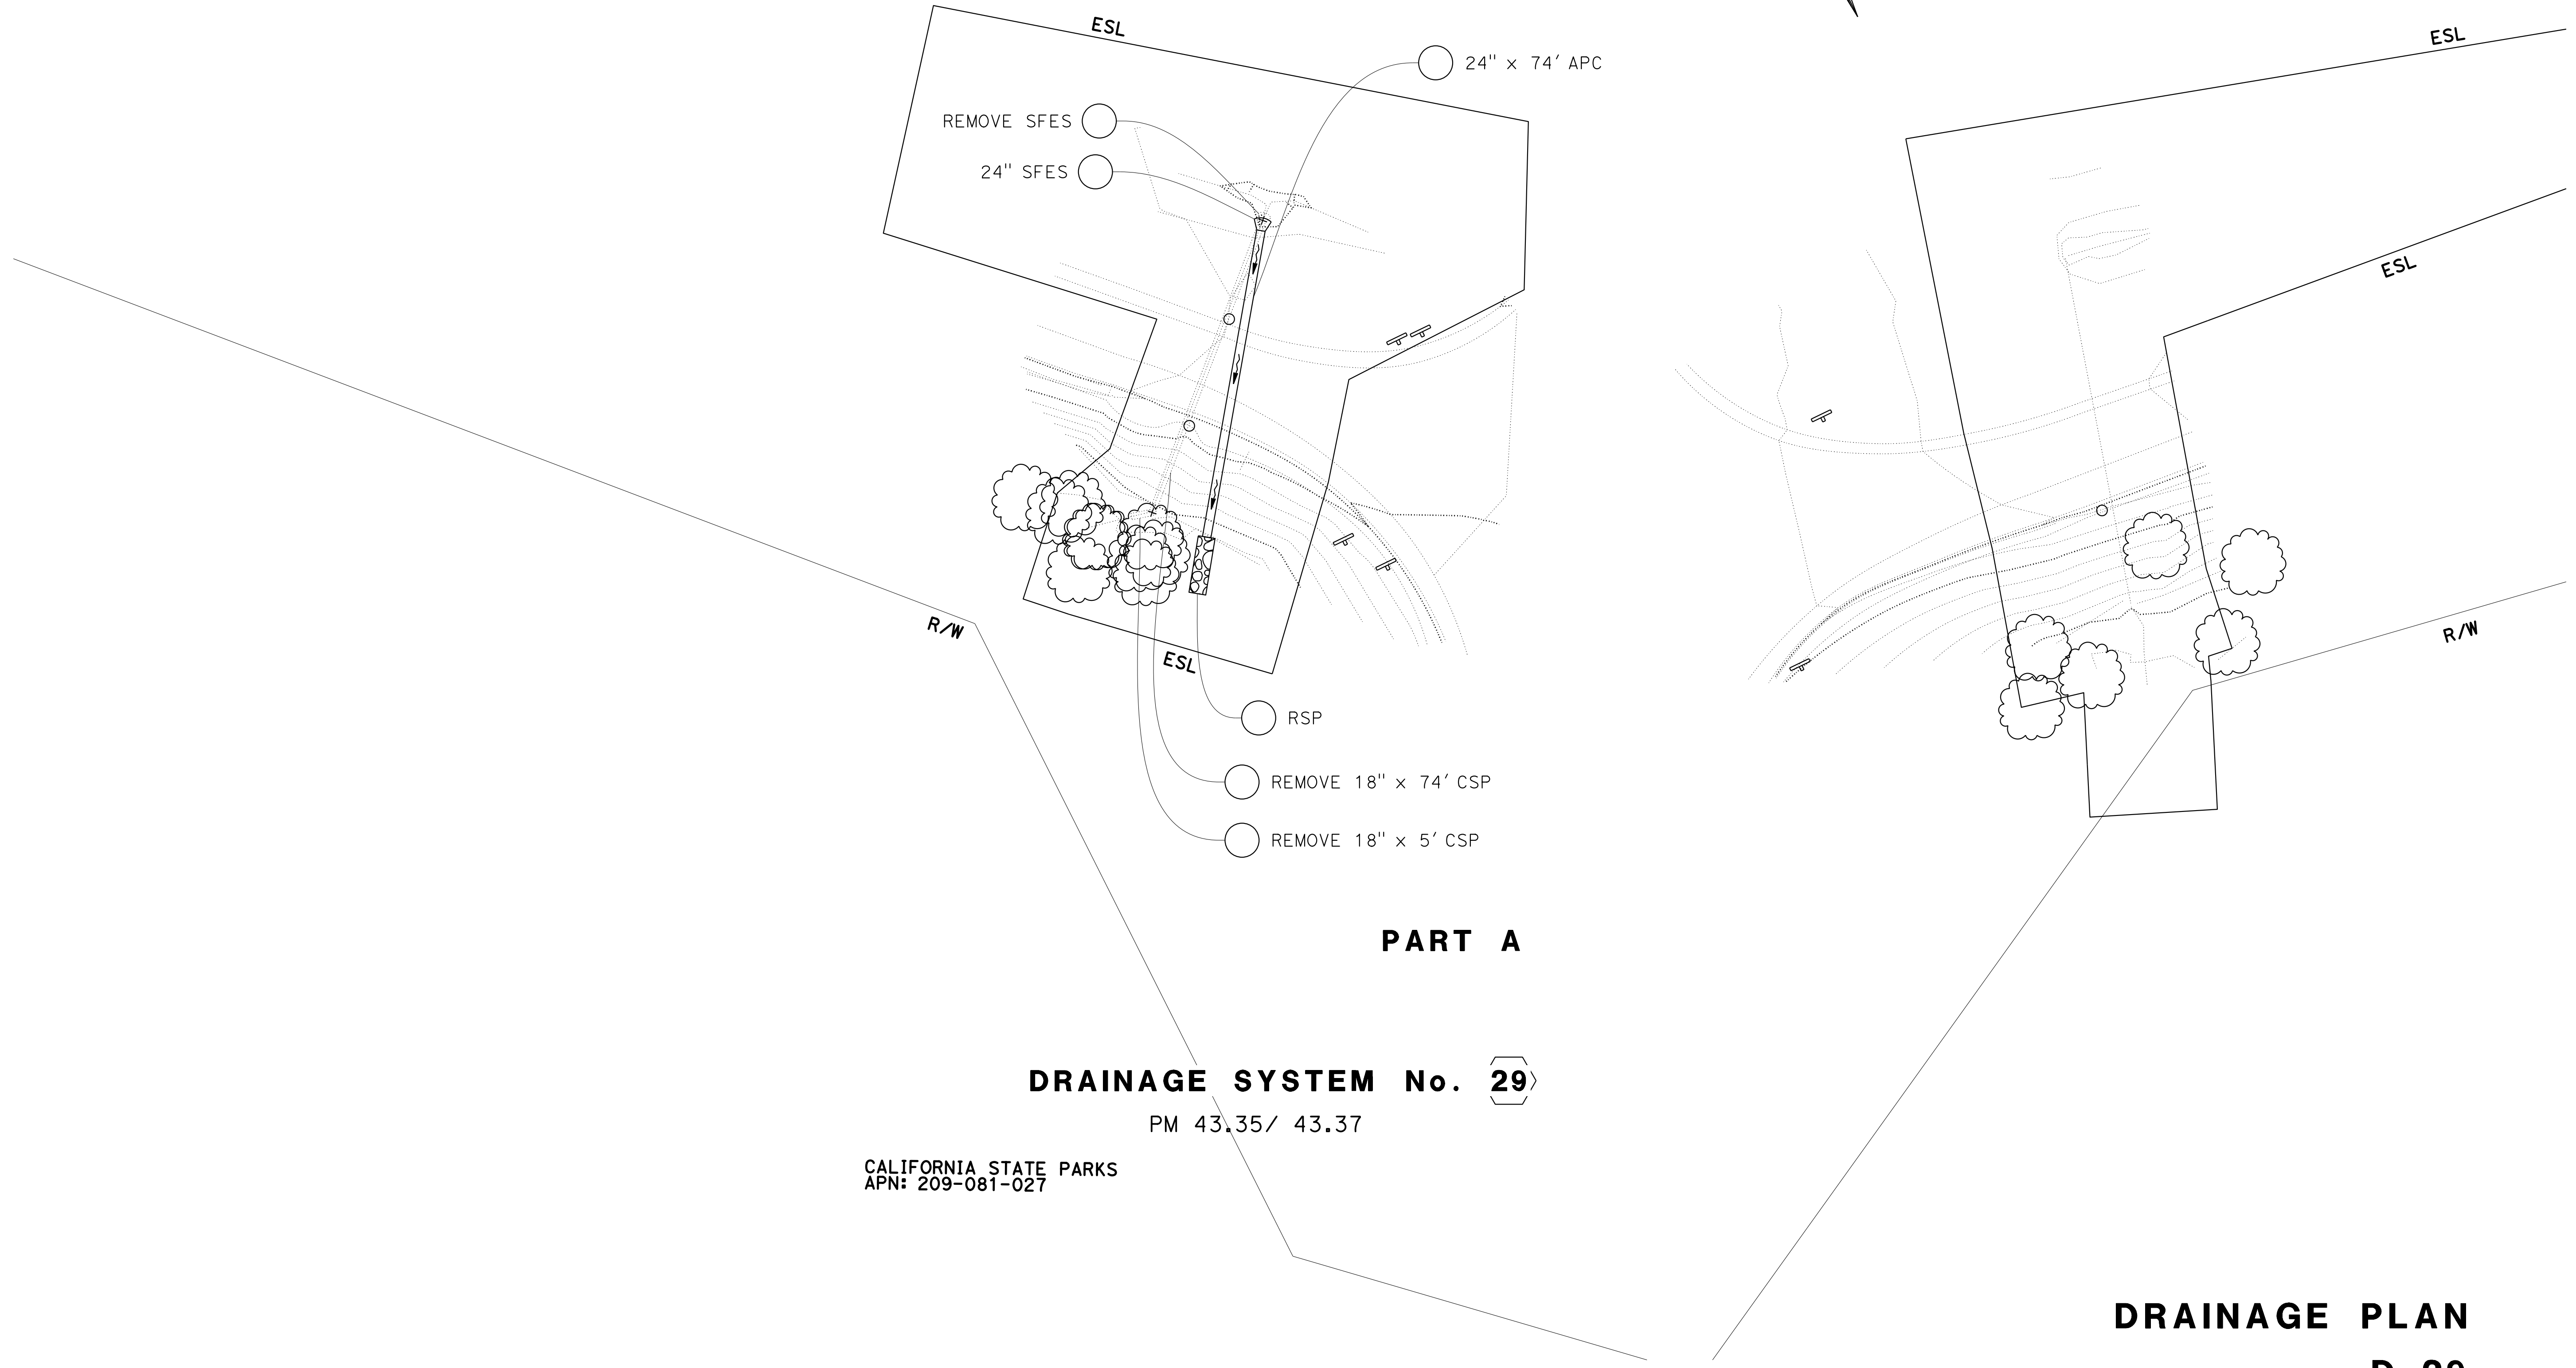 ESL
ESL
24" x 74' APC
REMOVE SFES
24" SFES
ESL
R/W
R/W
ESL
RSP
REMOVE 18" x 74' CSP
REMOVE 18" x 5' CSP
PART A
DRAINAGE SYSTEM No. 29
PM 43.35/ 43.37
CALIFORNIA STATE PARKS
APN: 209-081-027
DRAINAGE PLAN